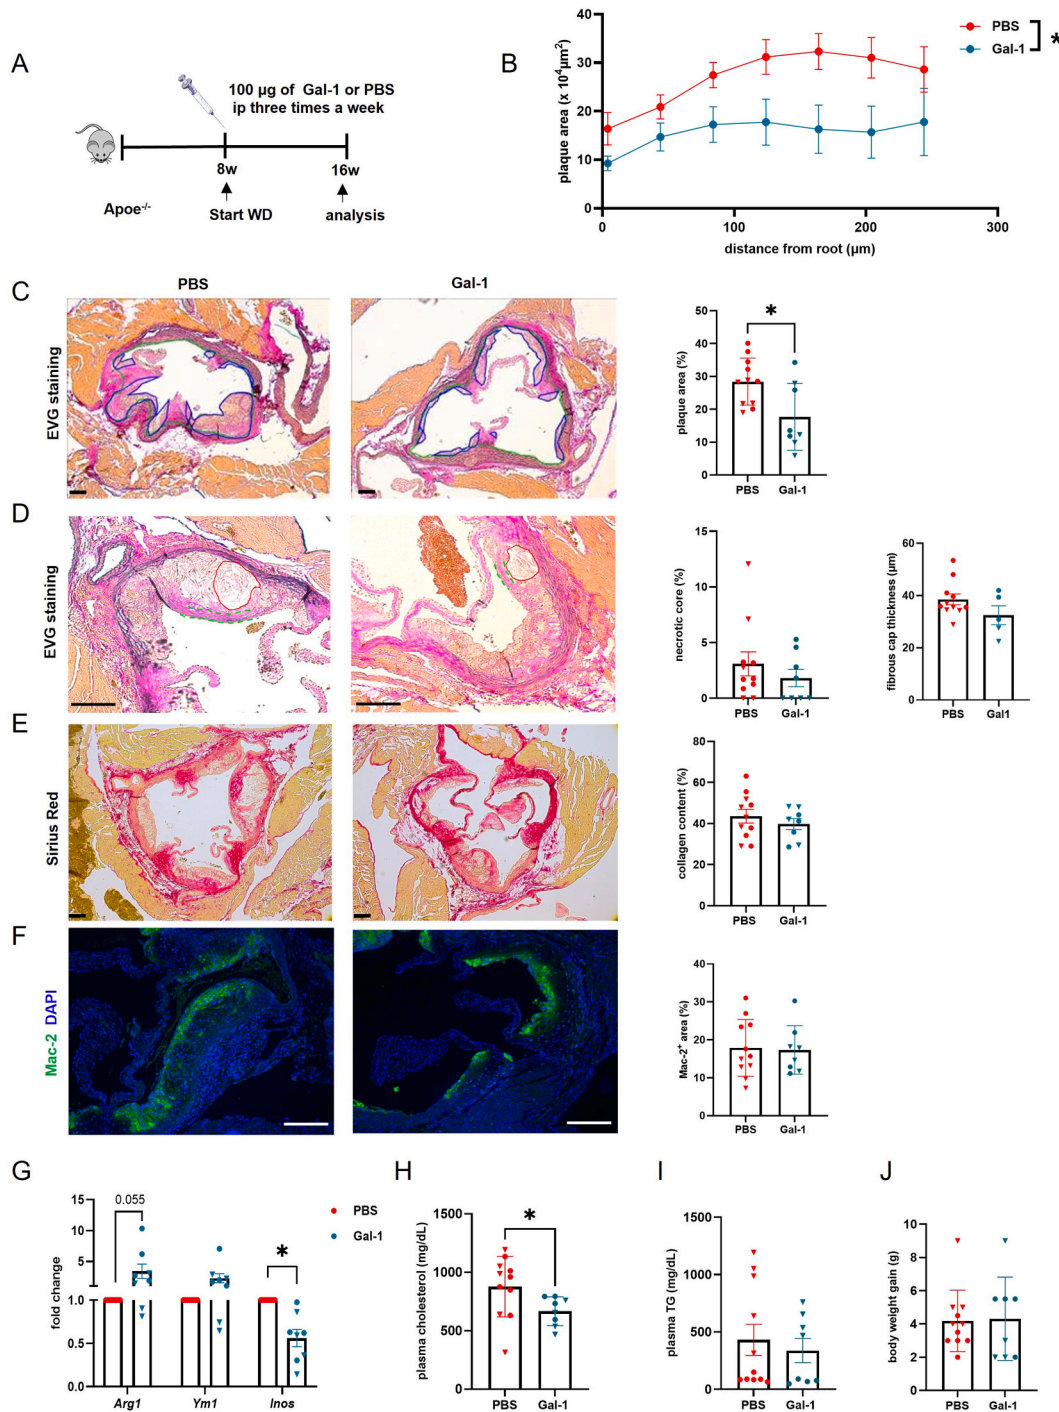 A
100 µg of Gal-1 or PBS
ip three times a week
8w
16w
Apoe-/-
Start WD
analysis
B
plaque area (x 10⁴µm²)
40
30
20
10
0
0
100
200
300
distance from root (µm)
PBS
Gal-1
*
C
PBS
Gal-1
EVG staining
plaque area (%)
50
40
30
20
10
0
*
PBS
Gal-1
D
EVG staining
necrotic core (%)
15
10
5
0
PBS
Gal-1
fibrous cap thickness (µm)
60
40
20
0
PBS
Gal1
E
Sirius Red
collagen content (%)
80
60
40
20
0
PBS
Gal-1
F
Mac-2 DAPI
Mac-2⁺ area (%)
40
30
20
10
0
PBS
Gal-1
G
fold change
15
10
5
1.0
0.5
0.0
0.055
*
Arg1
Ym1
Inos
PBS
Gal-1
H
plasma cholesterol (mg/dL)
1500
1000
500
0
*
PBS
Gal-1
I
plasma TG (mg/dL)
1500
1000
500
0
PBS
Gal-1
J
body weight gain (g)
10
8
6
4
2
0
PBS
Gal-1